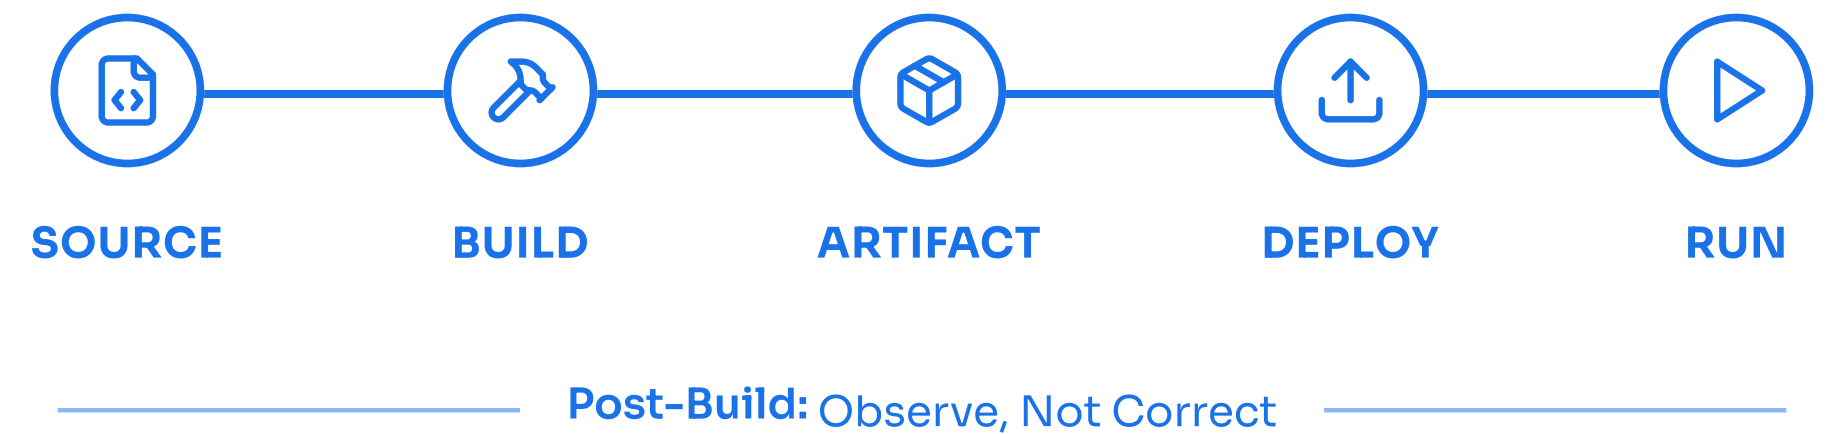 SOURCE BUILD ARTIFACT DEPLOY RUN
Post-Build: Observe, Not Correct